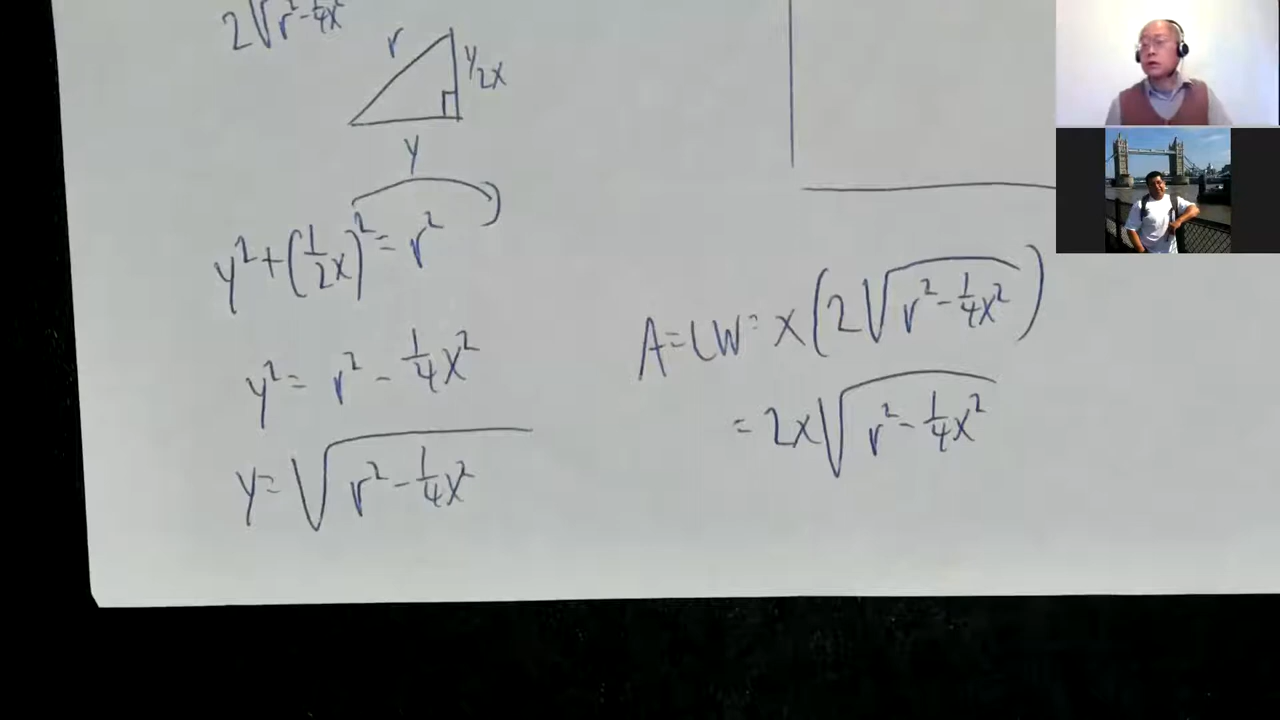 2√(r²-1/4x²)
r
1/2x
y
y²+(1/2x)²=r²
y²=r²-1/4x²
y=√(r²-1/4x²)
A=LW=x(2√(r²-1/4x²))
=2x√(r²-1/4x²)